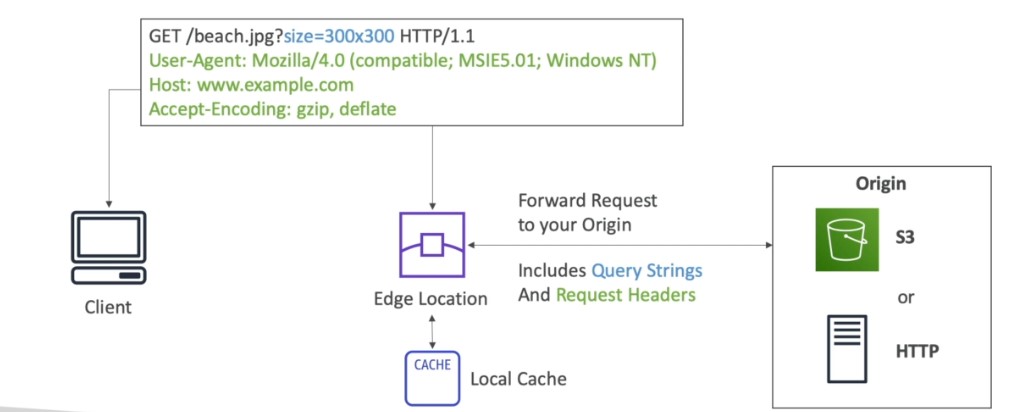 GET /beach.jpg?size=300x300 HTTP/1.1
User-Agent: Mozilla/4.0 (compatible; MSIE5.01; Windows NT)
Host: www.example.com
Accept-Encoding: gzip, deflate
Client
Edge Location
CACHE
Local Cache
Forward Request
to your Origin
Includes Query Strings
And Request Headers
Origin
S3
or
HTTP